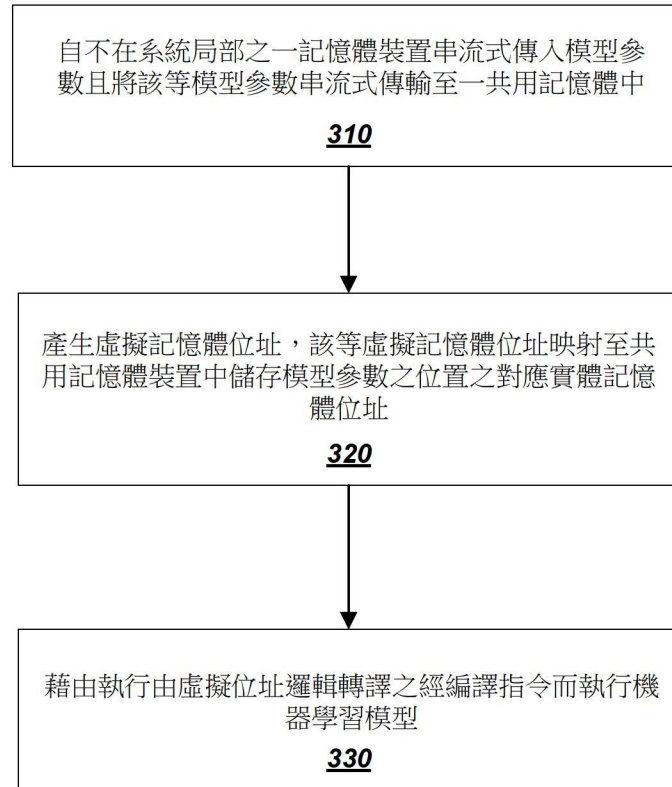 自不在系統局部之一記憶體裝置串流式傳入模型參
數且將該等模型參數串流式傳輸至一共用記憶體中
310
產生虛擬記憶體位址，該等虛擬記憶體位址映射至共
用記憶體裝置中儲存模型參數之位置之對應實體記憶
體位址
320
藉由執行由虛擬位址邏輯轉譯之經編譯指令而執行機
器學習模型
330